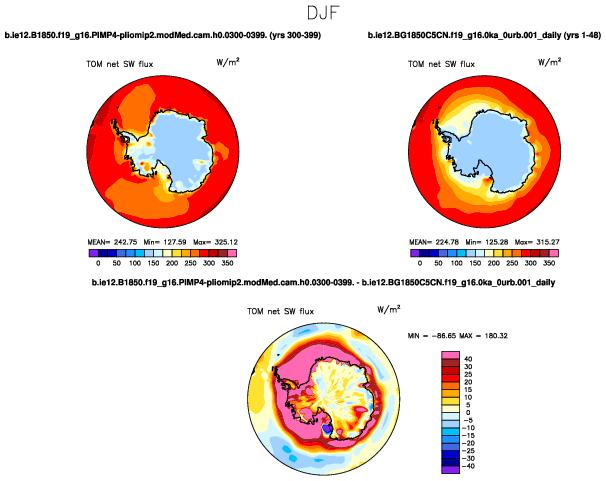 DJF
b.ie12.B1850.f19_g16.PIMP4-pliomip2.modMed.cam.h0.0300-0399. (yrs 300-399)
b.ie12.BG1850C5CN.f19_g16.0ka_0urb.001_daily (yrs 1-48)
TOM net SW flux W/m²
TOM net SW flux W/m²
MEAN= 242.75 Min= 127.59 Max= 325.12
MEAN= 224.78 Min= 125.28 Max= 315.27
0 50 100 150 200 250 300 350
0 50 100 150 200 250 300 350
b.ie12.B1850.f19_g16.PIMP4-pliomip2.modMed.cam.h0.0300-0399. - b.ie12.BG1850C5CN.f19_g16.0ka_0urb.001_daily
TOM net SW flux W/m²
MIN = -86.65 MAX = 180.32
40
30
25
20
15
10
5
0
-5
-10
-15
-20
-25
-30
-40